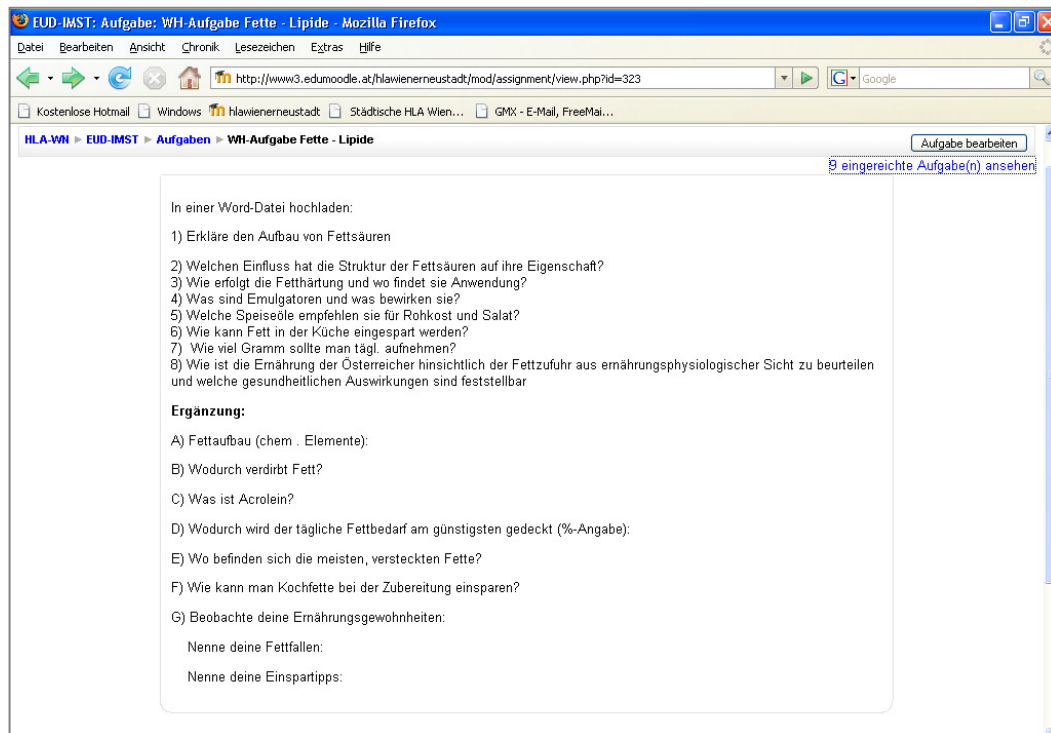 EUD-IMST: Aufgabe: WH-Aufgabe Fette - Lipide - Mozilla Firefox
Datei Bearbeiten Ansicht Chronik Lesezeichen Extras Hilfe
http://www3.edumoodle.at/hlawienerneustadt/mod/assignment/view.php?id=323 Google
Kostenlose Hotmail Windows hlawienerneustadt Städtische HLA Wien... GMX - E-Mail, FreeMai...
HLA-WN ► EUD-IMST ► Aufgaben ► WH-Aufgabe Fette - Lipide Aufgabe bearbeiten
9 eingereichte Aufgabe(n) ansehen
In einer Word-Datei hochladen:
1) Erkläre den Aufbau von Fettsäuren
2) Welchen Einfluss hat die Struktur der Fettsäuren auf ihre Eigenschaft?
3) Wie erfolgt die Fetthärtung und wo findet sie Anwendung?
4) Was sind Emulgatoren und was bewirken sie?
5) Welche Speiseöle empfehlen sie für Rohkost und Salat?
6) Wie kann Fett in der Küche eingespart werden?
7) Wie viel Gramm sollte man tägl. aufnehmen?
8) Wie ist die Ernährung der Österreicher hinsichtlich der Fettzufuhr aus ernährungsphysiologischer Sicht zu beurteilen
und welche gesundheitlichen Auswirkungen sind feststellbar
Ergänzung:
A) Fettaufbau (chem . Elemente):
B) Wodurch verdirbt Fett?
C) Was ist Acrolein?
D) Wodurch wird der tägliche Fettbedarf am günstigsten gedeckt (%-Angabe):
E) Wo befinden sich die meisten, versteckten Fette?
F) Wie kann man Kochfette bei der Zubereitung einsparen?
G) Beobachte deine Ernährungsgewohnheiten:
Nenne deine Fettfallen:
Nenne deine Einspartipps: